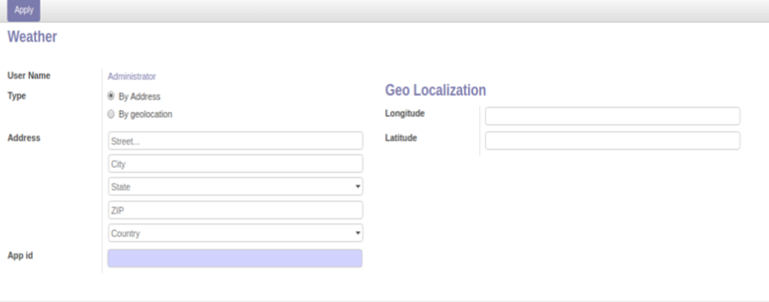 Apply
Weather
User Name Administrator
Type By Address
By geolocation
Address Street...
City
State
ZIP
Country
App id
Geo Localization
Longitude
Latitude